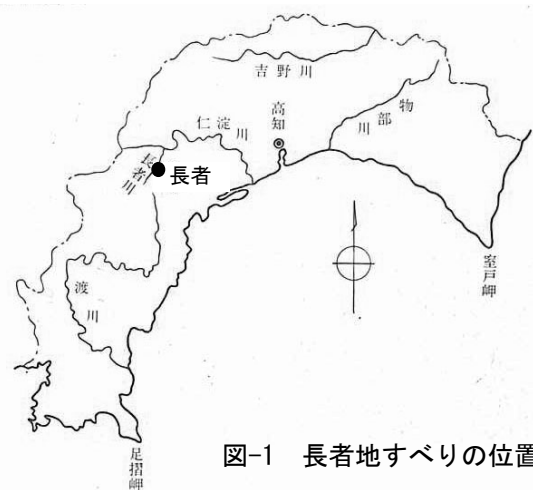 吉野川
仁淀川
高知
物部川
長者川
長者
渡川
室戸岬
足摺岬
図-1 長者地すべりの位置